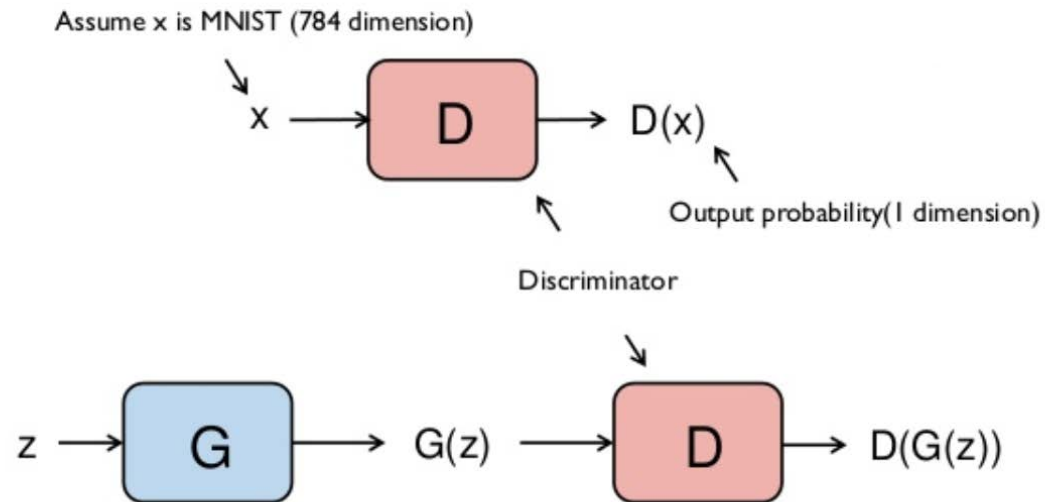 Assume x is MNIST (784 dimension)
x D D(x)
Output probability(1 dimension)
Discriminator
z G G(z) D D(G(z))